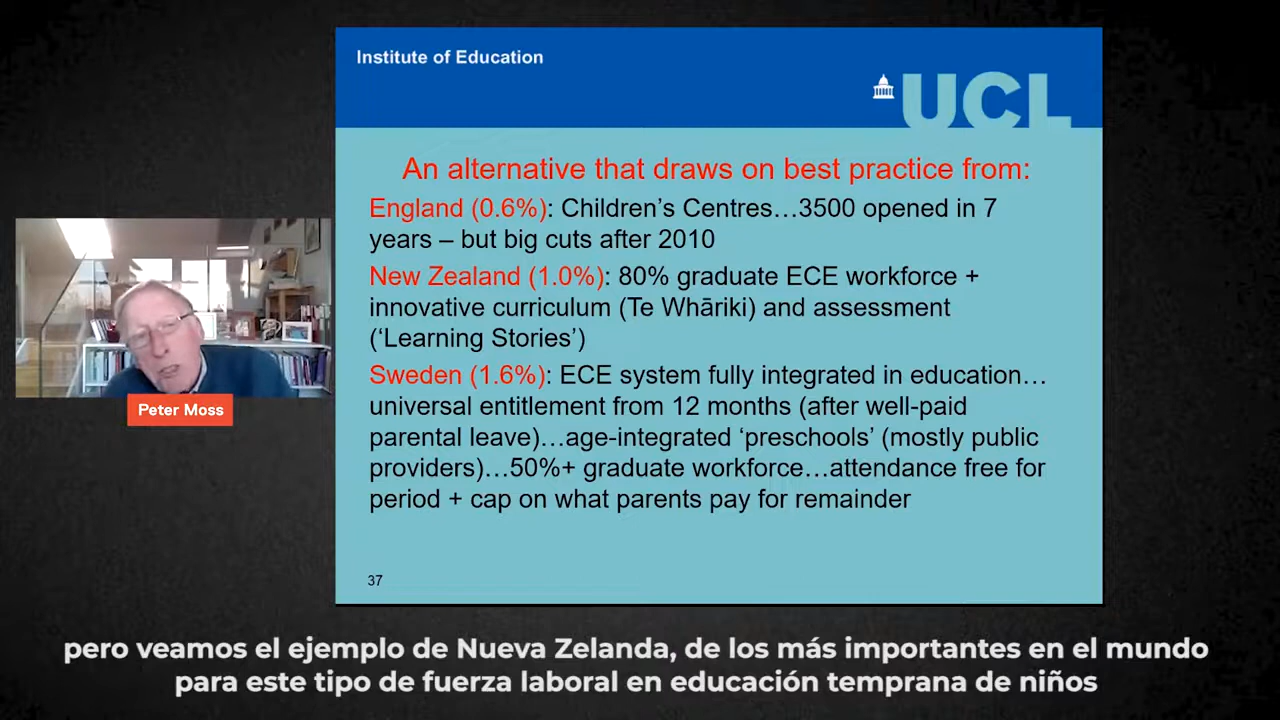 Institute of Education
UCL
An alternative that draws on best practice from:
England (0.6%): Children’s Centres…3500 opened in 7
years – but big cuts after 2010
New Zealand (1.0%): 80% graduate ECE workforce +
innovative curriculum (Te Whāriki) and assessment
(‘Learning Stories’)
Sweden (1.6%): ECE system fully integrated in education…
universal entitlement from 12 months (after well-paid
parental leave)…age-integrated ‘preschools’ (mostly public
providers)…50%+ graduate workforce…attendance free for
period + cap on what parents pay for remainder
37
Peter Moss
pero veamos el ejemplo de Nueva Zelanda, de los más importantes en el mundo
para este tipo de fuerza laboral en educación temprana de niños